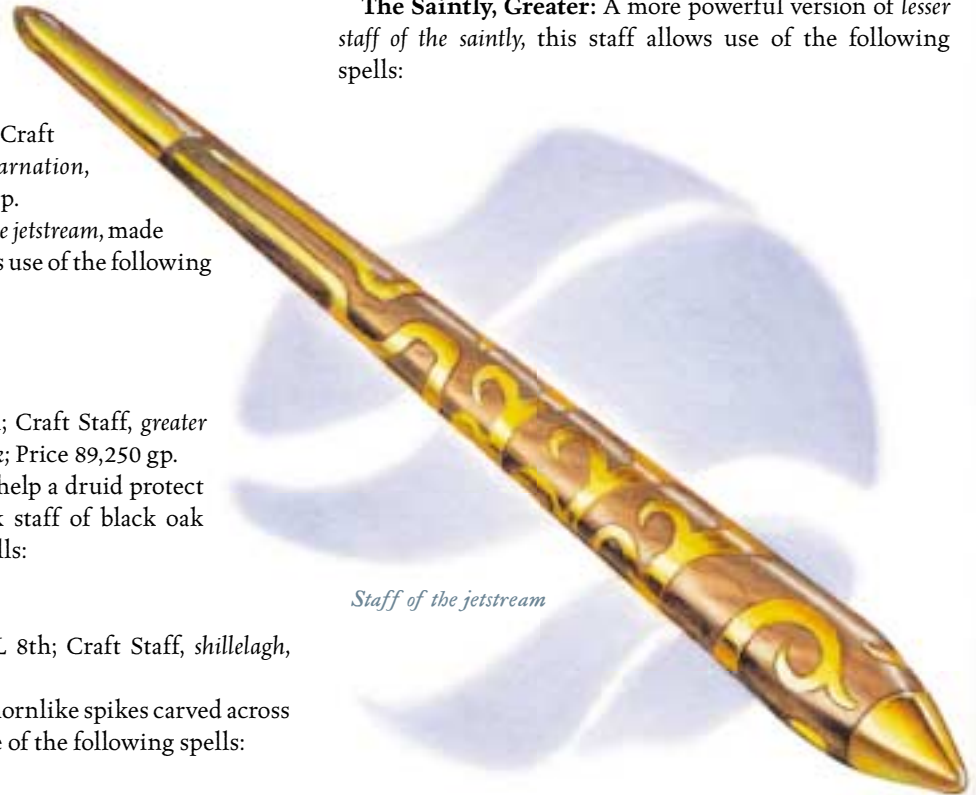 Craft
arnation,
p.
e jetstream, made
s use of the following
; Craft Staff, greater
; Price 89,250 gp.
help a druid protect
k staff of black oak
lls:
L 8th; Craft Staff, shillelagh,
hornlike spikes carved across
e of the following spells:
The Saintly, Greater: A more powerful version of lesser
staff of the saintly, this staff allows use of the following
spells:
Staff of the jetstream